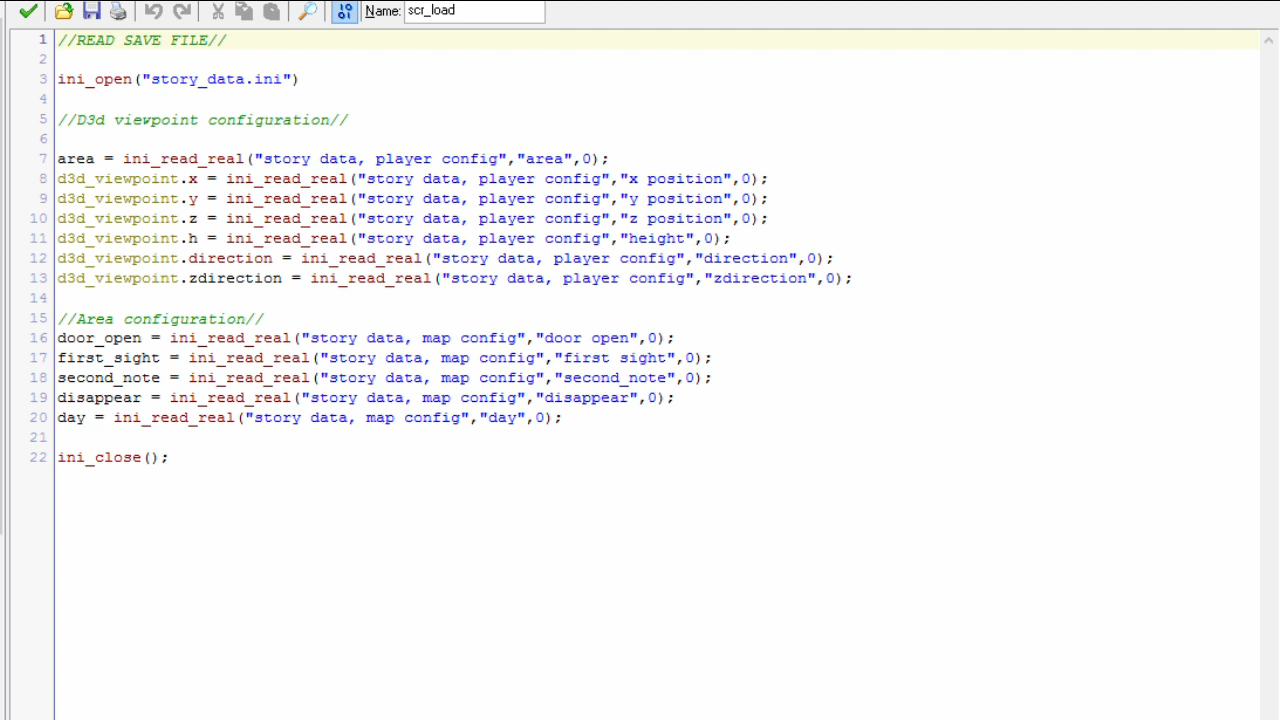 Name: scr_load
1 //READ SAVE FILE//
2
3 ini_open("story_data.ini")
4
5 //D3d viewpoint configuration//
6
7 area = ini_read_real("story data, player config","area",0);
8 d3d_viewpoint.x = ini_read_real("story data, player config","x position",0);
9 d3d_viewpoint.y = ini_read_real("story data, player config","y position",0);
10 d3d_viewpoint.z = ini_read_real("story data, player config","z position",0);
11 d3d_viewpoint.h = ini_read_real("story data, player config","height",0);
12 d3d_viewpoint.direction = ini_read_real("story data, player config","direction",0);
13 d3d_viewpoint.zdirection = ini_read_real("story data, player config","zdirection",0);
14
15 //Area configuration//
16 door_open = ini_read_real("story data, map config","door open",0);
17 first_sight = ini_read_real("story data, map config","first sight",0);
18 second_note = ini_read_real("story data, map config","second_note",0);
19 disappear = ini_read_real("story data, map config","disappear",0);
20 day = ini_read_real("story data, map config","day",0);
21
22 ini_close();